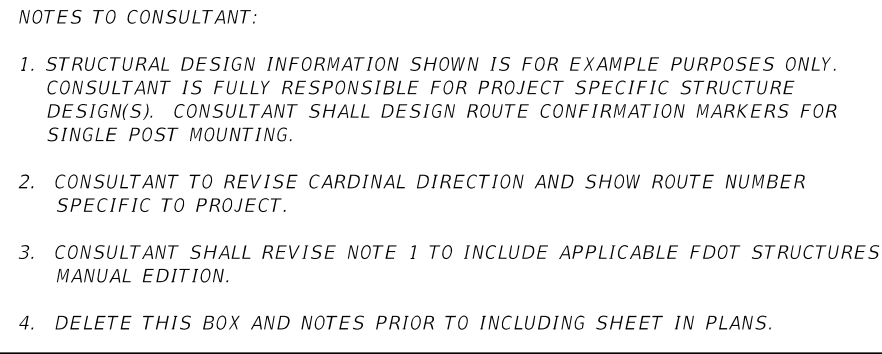 NOTES TO CONSULTANT:
1. STRUCTURAL DESIGN INFORMATION SHOWN IS FOR EXAMPLE PURPOSES ONLY.
CONSULTANT IS FULLY RESPONSIBLE FOR PROJECT SPECIFIC STRUCTURE
DESIGN(S). CONSULTANT SHALL DESIGN ROUTE CONFIRMATION MARKERS FOR
SINGLE POST MOUNTING.
2. CONSULTANT TO REVISE CARDINAL DIRECTION AND SHOW ROUTE NUMBER
SPECIFIC TO PROJECT.
3. CONSULTANT SHALL REVISE NOTE 1 TO INCLUDE APPLICABLE FDOT STRUCTURES
MANUAL EDITION.
4. DELETE THIS BOX AND NOTES PRIOR TO INCLUDING SHEET IN PLANS.